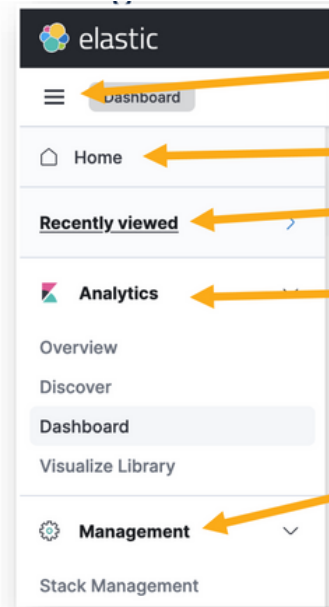 elastic
Dashboard
Home
Recently viewed
Analytics
Overview
Discover
Dashboard
Visualize Library
Management
Stack Management